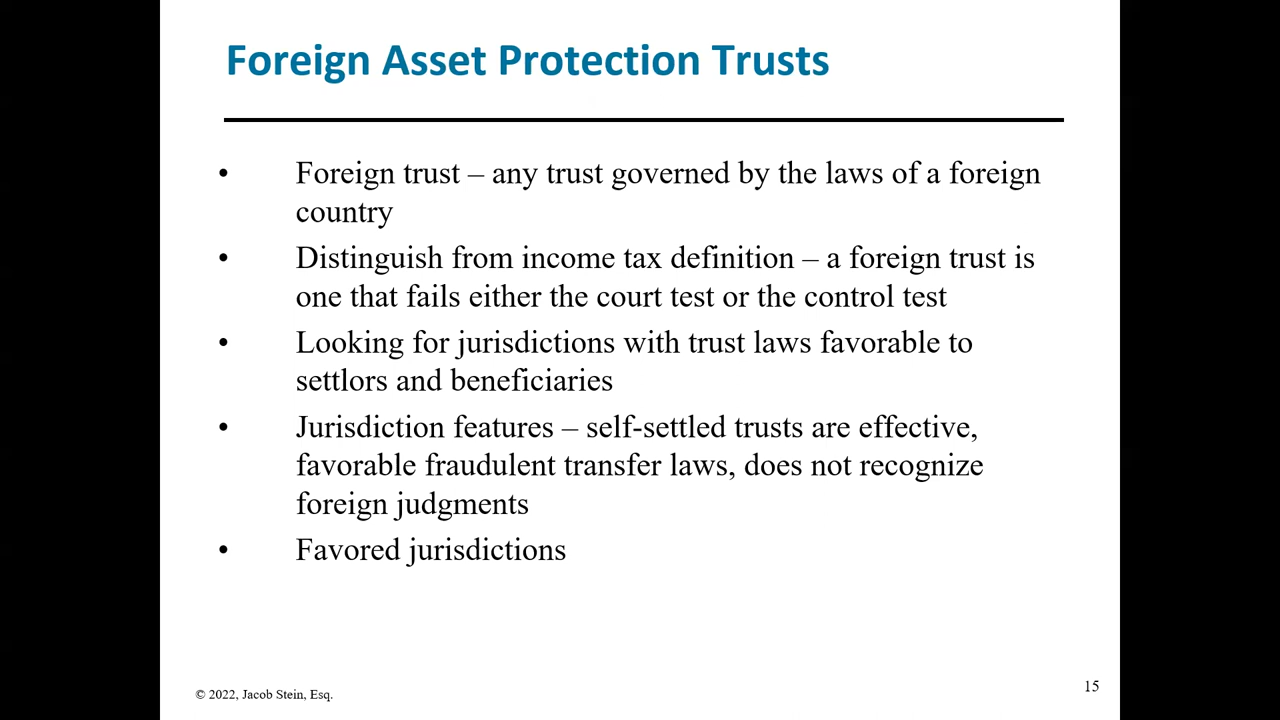 Foreign Asset Protection Trusts
• Foreign trust – any trust governed by the laws of a foreign
country
• Distinguish from income tax definition – a foreign trust is
one that fails either the court test or the control test
• Looking for jurisdictions with trust laws favorable to
settlors and beneficiaries
• Jurisdiction features – self-settled trusts are effective,
favorable fraudulent transfer laws, does not recognize
foreign judgments
• Favored jurisdictions
© 2022, Jacob Stein, Esq.
15